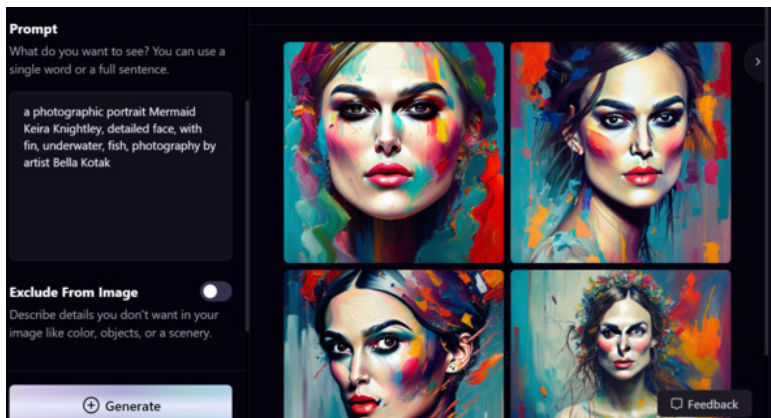 Prompt
What do you want to see? You can use a
single word or a full sentence.
a photographic portrait Mermaid
Keira Knightley, detailed face, with
fin, underwater, fish, photography by
artist Bella Kotak
Exclude From Image
Describe details you don't want in your
image like color, objects, or a scenery.
Generate
Feedback